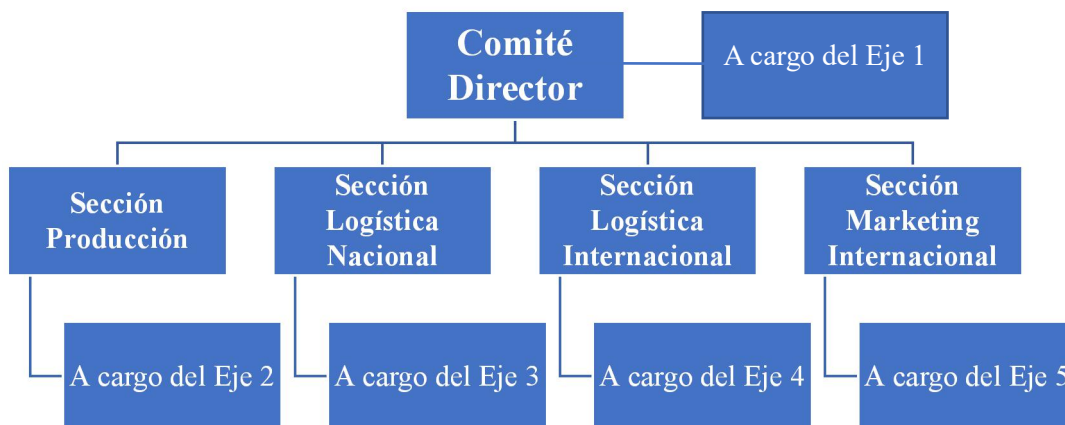 Comité
Director
A cargo del Eje 1
Sección
Producción
Sección
Logística
Nacional
Sección
Logística
Internacional
Sección
Marketing
Internacional
A cargo del Eje 2
A cargo del Eje 3
A cargo del Eje 4
A cargo del Eje 5